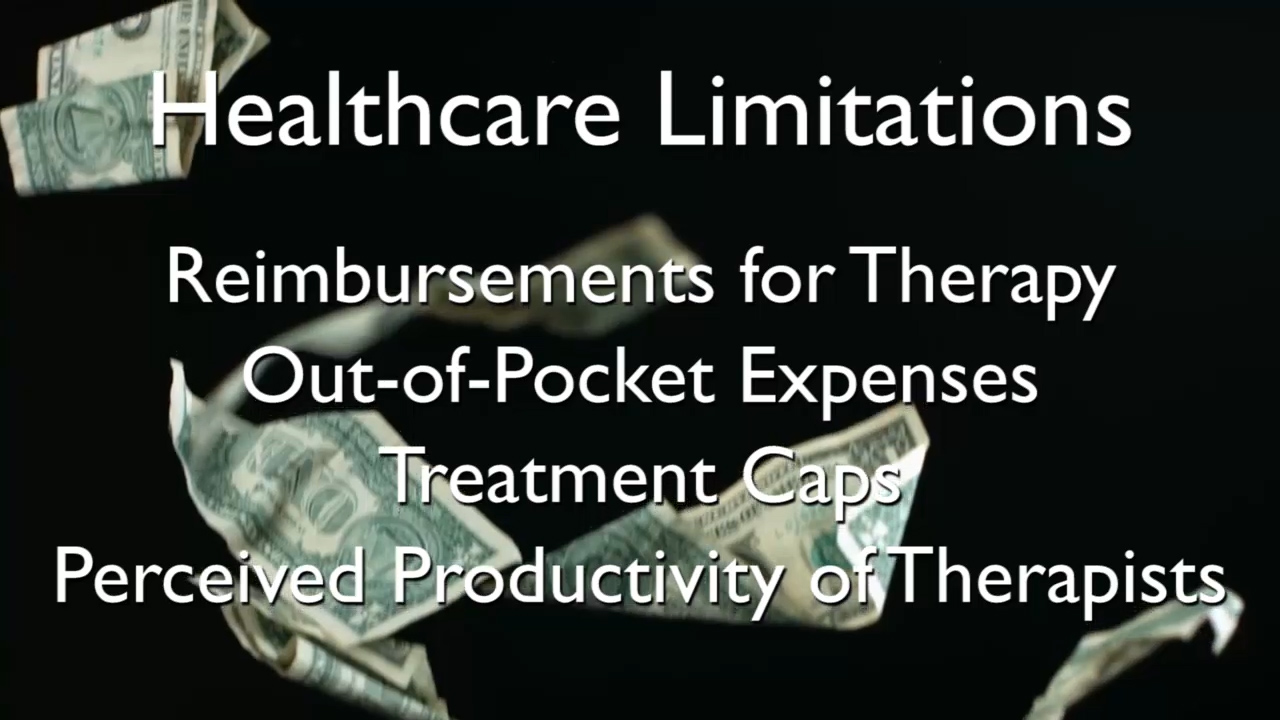 Healthcare Limitations
Reimbursements for Therapy
Out-of-Pocket Expenses
Treatment Caps
Perceived Productivity of Therapists